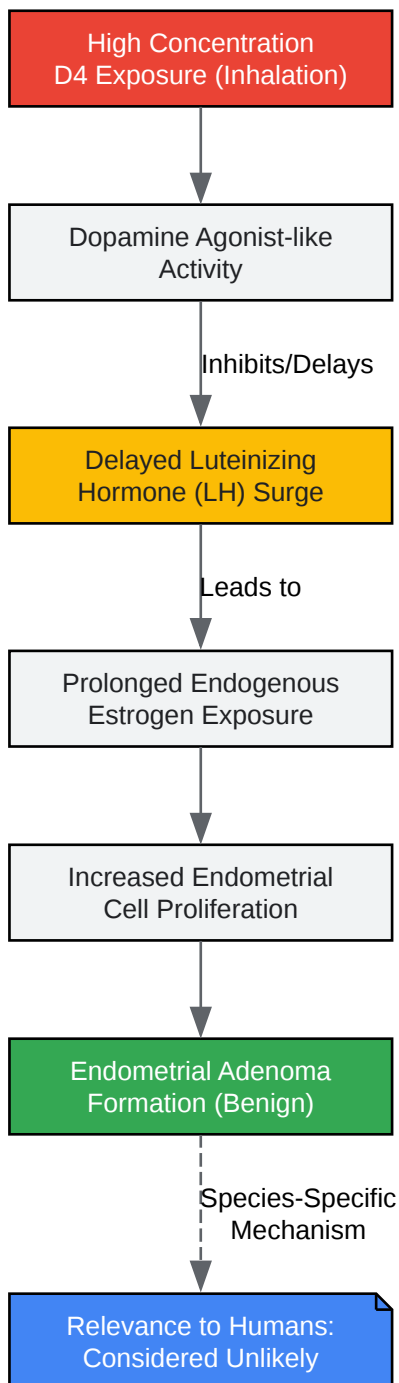 High Concentration
D4 Exposure (Inhalation)
Dopamine Agonist-like
Activity
Inhibits/Delays
Delayed Luteinizing
Hormone (LH) Surge
Leads to
Prolonged Endogenous
Estrogen Exposure
Increased Endometrial
Cell Proliferation
Endometrial Adenoma
Formation (Benign)
Species-Specific
Mechanism
Relevance to Humans:
Considered Unlikely